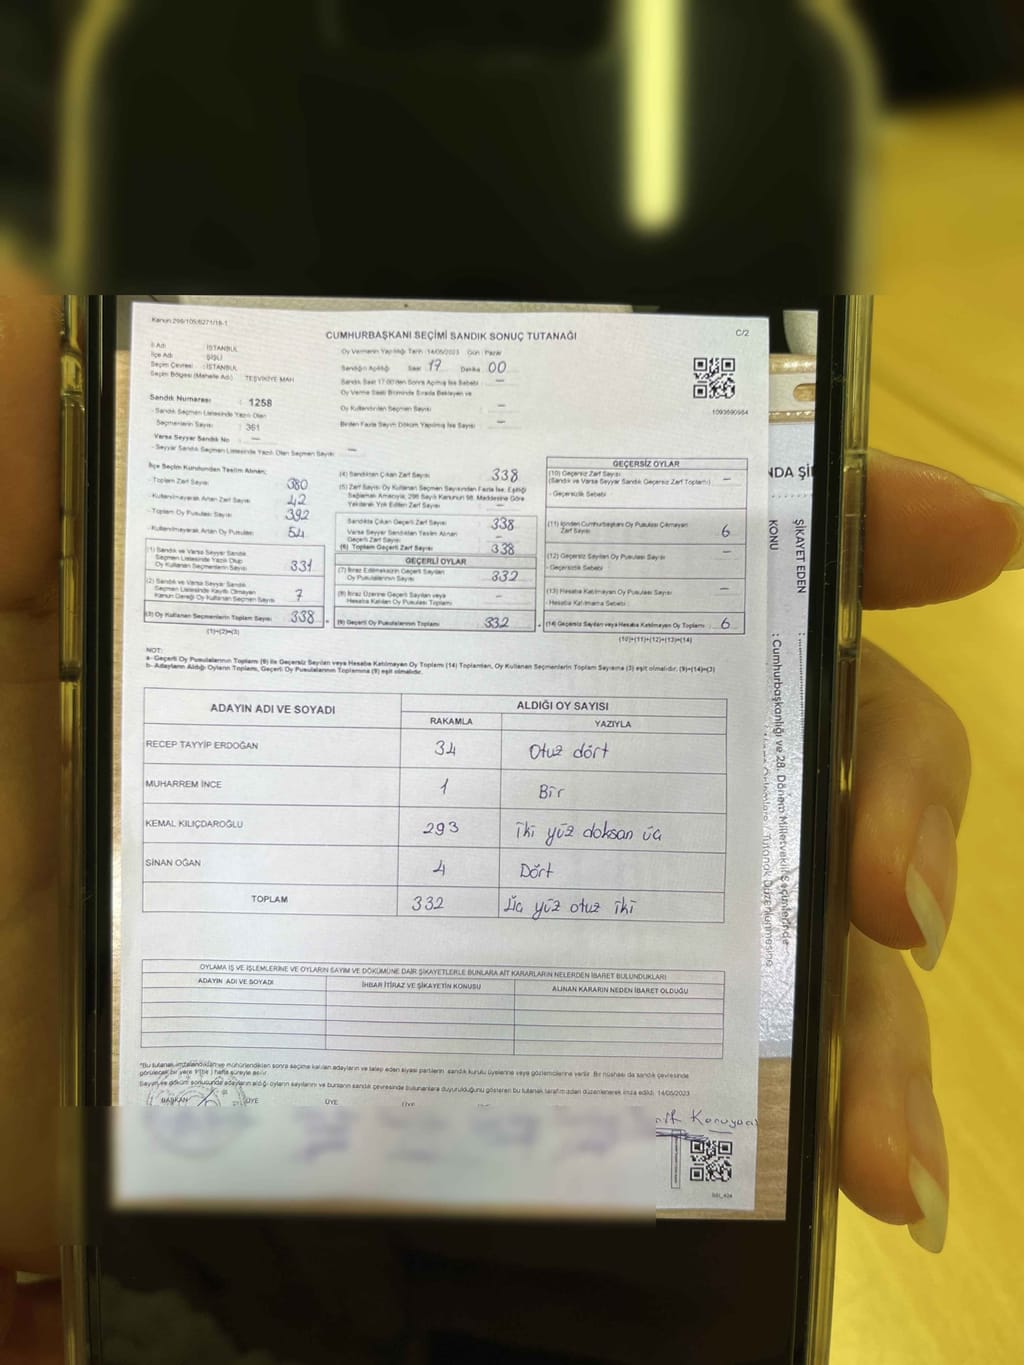 Kanun:298/105;6271/18-1
CUMHURBAŞKANI SEÇİMİ SANDIK SONUÇ TUTANAĞI
C/2
İl Adı : İSTANBUL
İlçe Adı : ŞİŞLİ
Seçim Çevresi : İSTANBUL
Seçim Bölgesi (Mahalle Adı) : TEŞVİKİYE MAH
Oy Vermenin Yapıldığı Tarih :14/05/2023 Gün : Pazar
Sandığın Açıldığı Saat 17 Dakika 00
Sandık Saat 17:00'den Sonra Açılmış İse Sebebi —
Oy Verme Saati Bitiminde Sırada Bekleyen ve
Oy Kullandırılan Seçmen Sayısı —
Birden Fazla Sayım Döküm Yapılmış İse Sayısı —
1093690964
Sandık Numarası : 1258
- Sandık Seçmen Listesinde Yazılı Olan
Seçmenlerin Sayısı : 361
Varsa Seyyar Sandık No —
- Seyyar Sandık Seçmen Listesinde Yazılı Olan Seçmen Sayısı —
İlçe Seçim Kurulundan Teslim Alınan;
- Toplam Zarf Sayısı 380
- Kullanılmayarak Artan Zarf Sayısı 42
- Toplam Oy Pusulası Sayısı 392
- Kullanılmayarak Artan Oy Pusulası 54
(1) Sandık ve Varsa Seyyar Sandık
Seçmen Listesinde Yazılı Olup
Oy Kullanan Seçmenlerin Sayısı 331
(2) Sandık ve Varsa Seyyar Sandık
Seçmen Listesinde Kayıtlı Olmayan
Kanun Gereği Oy Kullanan Seçmen Sayısı 7
(3) Oy Kullanan Seçmenlerin Toplam Sayısı 338
(1)+(2)=(3)
(4) Sandıktan Çıkan Zarf Sayısı 338
(5) Zarf Sayısı Oy Kullanan Seçmen Sayısından Fazla İse, Eşitliği
Sağlamak Amacıyla, 298 Sayılı Kanunun 98. Maddesine Göre
Yakılarak Yok Edilen Zarf Sayısı —
Sandıkta Çıkan Geçerli Zarf Sayısı 338
Varsa Seyyar Sandıktan Teslim Alınan
Geçerli Zarf Sayısı —
(6) Toplam Geçerli Zarf Sayısı 338
GEÇERLİ OYLAR
(7) İtiraz Edilmeksizin Geçerli Sayılan
Oy Pusulalarının Sayısı 332
(8) İtiraz Üzerine Geçerli Sayılan veya
Hesaba Katılan Oy Pusulası Toplamı —
(9) Geçerli Oy Pusulalarının Toplamı 332
GEÇERSİZ OYLAR
(10) Geçersiz Zarf Sayısı
(Sandık ve Varsa Seyyar Sandık Geçersiz Zarf Toplamı) —
- Geçersizlik Sebebi
(11) İçinden Cumhurbaşkanı Oy Pusulası Çıkmayan
Zarf Sayısı 6
(12) Geçersiz Sayılan Oy Pusulası Sayısı —
- Geçersizlik Sebebi
(13) Hesaba Katılmayan Oy Pusulası Sayısı —
- Hesaba Katılmama Sebebi
(14) Geçersiz Sayılan veya Hesaba Katılmayan Oy Toplamı 6
(10)+(11)+(12)+(13)=(14)
NOT:
a- Geçerli Oy Pusulalarının Toplamı (9) ile Geçersiz Sayılan veya Hesaba Katılmayan Oy Toplamı (14) Toplamları, Oy Kullanan Seçmenlerin Toplam Sayısına (3) eşit olmalıdır. (9)+(14)=(3)
b- Adayların Aldığı Oyların Toplamı, Geçerli Oy Pusulalarının Toplamına (9) eşit olmalıdır.
ADAYIN ADI VE SOYADI
ALDIĞI OY SAYISI
RAKAMLA YAZIYLA
RECEP TAYYİP ERDOĞAN 34 Otuz dört
MUHARREM İNCE 1 Bir
KEMAL KILIÇDAROĞLU 293 iki yüz doksan üç
SİNAN OĞAN 4 Dört
TOPLAM 332 Üç yüz otuz iki
OYLAMA İŞ VE İŞLEMLERİNE VE OYLARIN SAYIM VE DÖKÜMÜNE DAİR ŞİKAYETLERLE BUNLARA AİT KARARLARIN NELERDEN İBARET BULUNDUKLARI
ADAYIN ADI VE SOYADI İHBAR İTİRAZ VE ŞİKAYETİN KONUSU ALINAN KARARIN NEDEN İBARET OLDUĞU
*Bu tutanak imzalandıktan ve mühürlendikten sonra seçime katılan adayların ve talep eden siyasi partilerin sandık kurulu üyelerine veya gözlemcilerine verilir. Bir nüshası da sandık çevresinde
görülecek bir yere 1 (bir) hafta süreyle asılır.
Sayım ve döküm sonucunda adayların aldığı oyların sayılarını ve bunların sandık çevresinde bulunanlara duyurulduğunu gösteren bu tutanak tarafımızdan düzenlenerek imza edildi. 14/05/2023
BAŞKAN ÜYE ÜYE
NDA Şİ
ŞİKAYET EDEN :
KONU : Cumhurbaşkanlığı ve 28. Dönem Milletvekili Seçimlerinde
Tutanak Düzenlenmesine